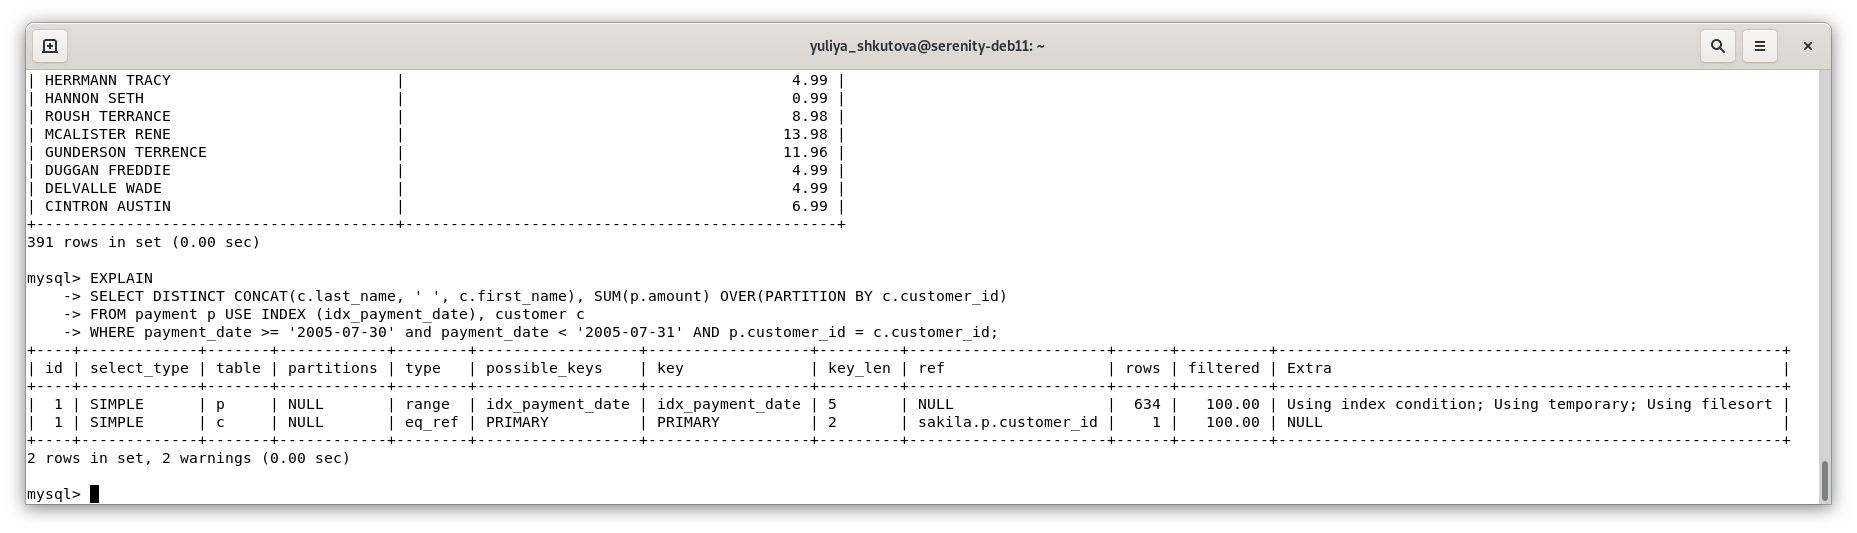 yuliya_shkutova@serenity-deb11: ~
| HERRMANN TRACY                         |                                           4.99 |
| HANNON SETH                            |                                           0.99 |
| ROUSH TERRANCE                         |                                           8.98 |
| MCALISTER RENE                         |                                          13.98 |
| GUNDERSON TERRENCE                     |                                          11.96 |
| DUGGAN FREDDIE                         |                                           4.99 |
| DELVALLE WADE                          |                                           4.99 |
| CINTRON AUSTIN                         |                                           6.99 |
+----------------------------------------+------------------------------------------------+
391 rows in set (0.00 sec)
mysql> EXPLAIN
    -> SELECT DISTINCT CONCAT(c.last_name, ' ', c.first_name), SUM(p.amount) OVER(PARTITION BY c.customer_id)
    -> FROM payment p USE INDEX (idx_payment_date), customer c
    -> WHERE payment_date >= '2005-07-30' and payment_date < '2005-07-31' AND p.customer_id = c.customer_id;
+----+-------------+-------+------------+--------+------------------+------------------+---------+----------------------+------+----------+--------------------------------------------------------+
| id | select_type | table | partitions | type   | possible_keys    | key              | key_len | ref                  | rows | filtered | Extra                                                  |
+----+-------------+-------+------------+--------+------------------+------------------+---------+----------------------+------+----------+--------------------------------------------------------+
|  1 | SIMPLE      | p     | NULL       | range  | idx_payment_date | idx_payment_date | 5       | NULL                 |  634 |   100.00 | Using index condition; Using temporary; Using filesort |
|  1 | SIMPLE      | c     | NULL       | eq_ref | PRIMARY          | PRIMARY          | 2       | sakila.p.customer_id |    1 |   100.00 | NULL                                                   |
+----+-------------+-------+------------+--------+------------------+------------------+---------+----------------------+------+----------+--------------------------------------------------------+
2 rows in set, 2 warnings (0.00 sec)
mysql>